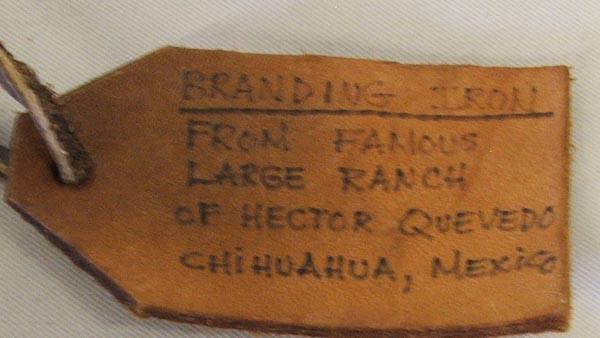 BRANDING IRON
FROM FAMOUS
LARGE RANCH
OF HECTOR QUEVEDO
CHIHUAHUA, MEXICO